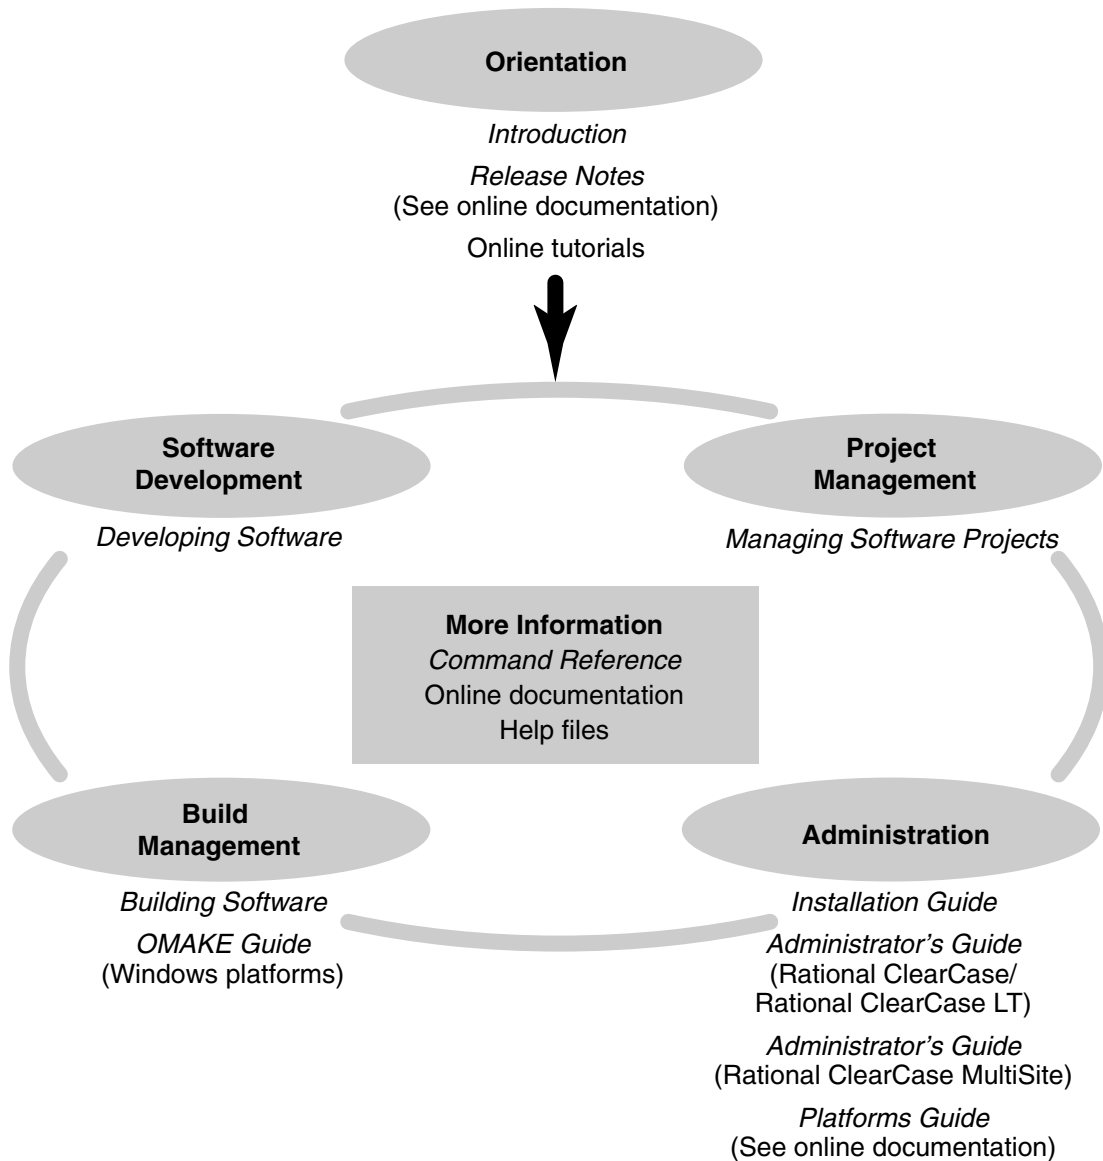 Orientation
Introduction
Release Notes
(See online documentation)
Online tutorials
Software
Development
Developing Software
Project
Management
Managing Software Projects
More Information
Command Reference
Online documentation
Help files
Build
Management
Building Software
OMAKE Guide
(Windows platforms)
Administration
Installation Guide
Administrator's Guide
(Rational ClearCase/
Rational ClearCase LT)
Administrator's Guide
(Rational ClearCase MultiSite)
Platforms Guide
(See online documentation)